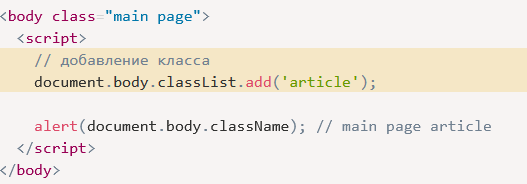 <body class="main page">
<script>
// добавление класса
document.body.classList.add('article');
alert(document.body.className); // main page article
</script>
</body>